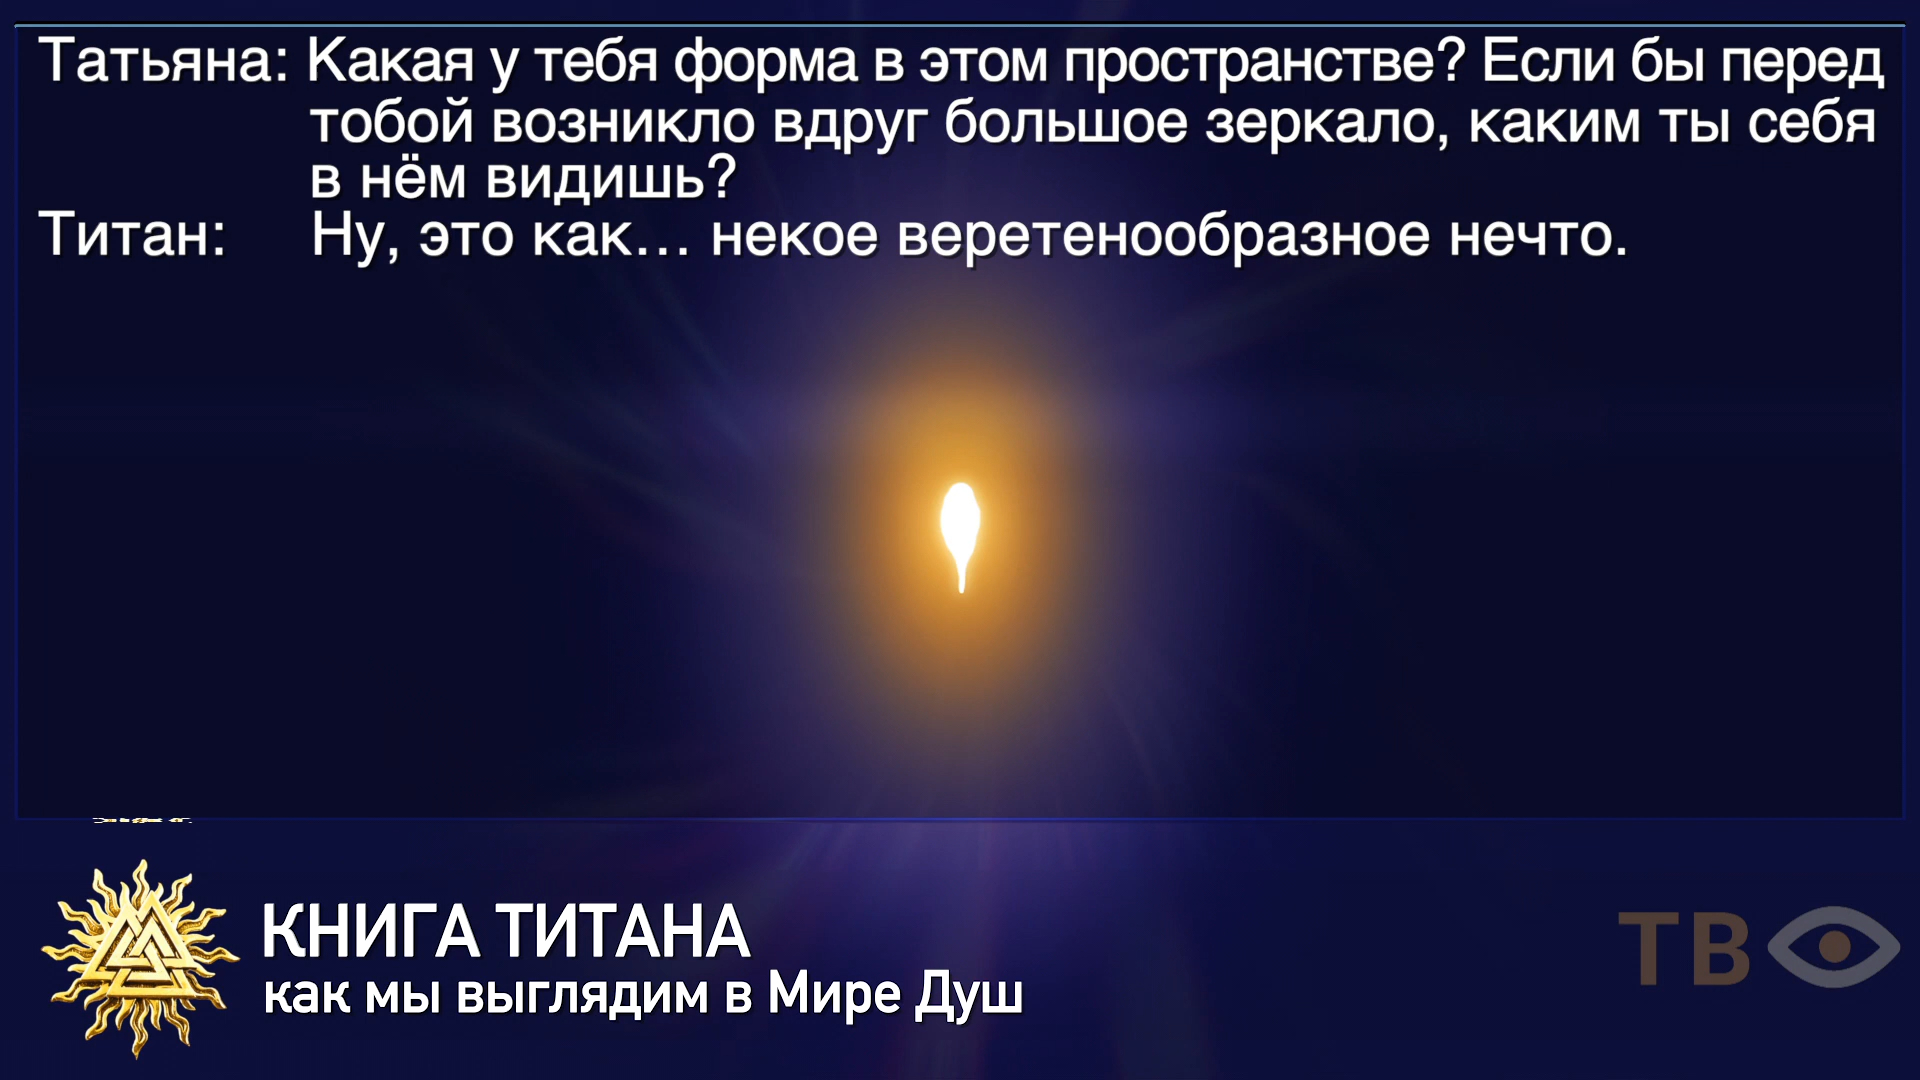 Татьяна: Какая у тебя форма в этом пространстве? Если бы перед
тобой возникло вдруг большое зеркало, каким ты себя
в нём видишь?
Титан: Ну, это как... некое веретенообразное нечто.
КНИГА ТИТАНА
как мы выглядим в Мире Душ
ТВ